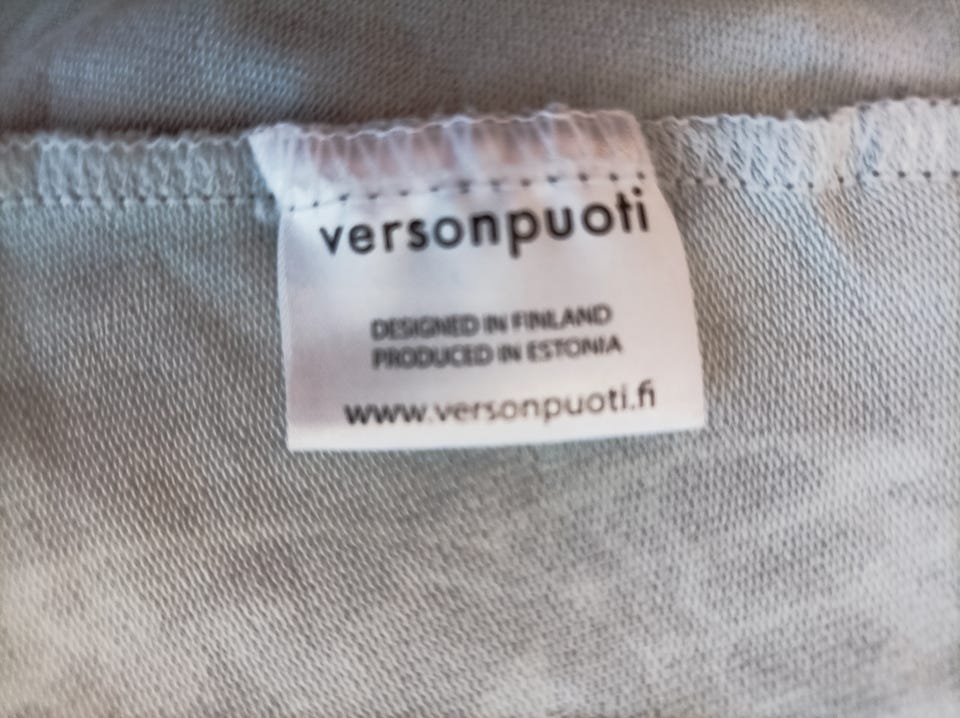 versonpuoti
DESIGNED IN FINLAND
PRODUCED IN ESTONIA
www.versonpuoti.fi